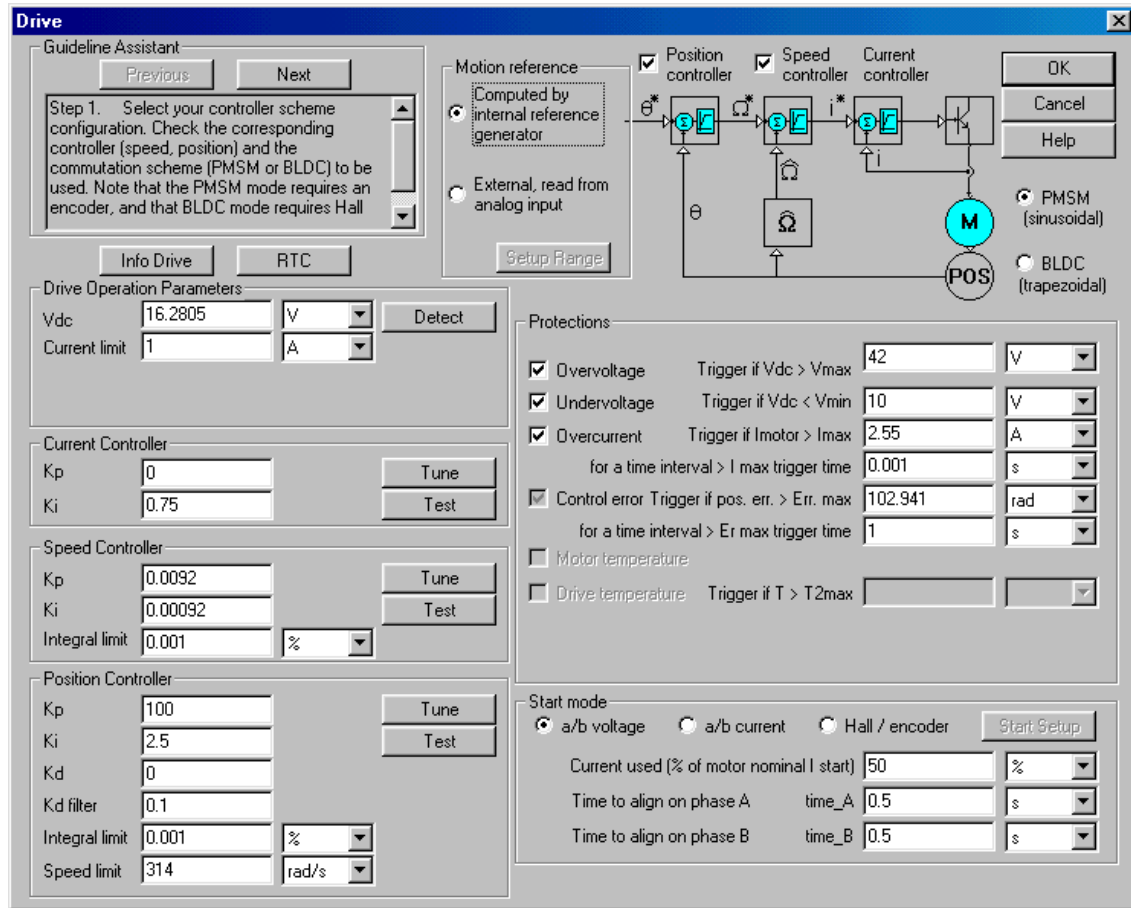 Drive
Guideline Assistant
Previous
Next
Step 1. Select your controller scheme
configuration. Check the corresponding
controller (speed, position) and the
commutation scheme (PMSM or BLDC) to be
used. Note that the PMSM mode requires an
encoder, and that BLDC mode requires Hall
Info Drive
RTC
Motion reference
Computed by
internal reference
generator
External, read from
analog input
Setup Range
Position
controller
Speed
controller
Current
controller
θ*
Σ
Ω*
Σ
i*
Σ
i
Ω̂
θ
Ω̂
M
POS
OK
Cancel
Help
PMSM
(sinusoidal)
BLDC
(trapezoidal)
Drive Operation Parameters
Vdc 16.2805 V Detect
Current limit 1 A
Current Controller
Kp 0 Tune
Ki 0.75 Test
Speed Controller
Kp 0.0092 Tune
Ki 0.00092 Test
Integral limit 0.001 %
Position Controller
Kp 100 Tune
Ki 2.5 Test
Kd 0
Kd filter 0.1
Integral limit 0.001 %
Speed limit 314 rad/s
Protections
Overvoltage Trigger if Vdc > Vmax 42 V
Undervoltage Trigger if Vdc < Vmin 10 V
Overcurrent Trigger if Imotor > Imax 2.55 A
for a time interval > I max trigger time 0.001 s
Control error Trigger if pos. err. > Err. max 102.941 rad
for a time interval > Er max trigger time 1 s
Motor temperature
Drive temperature Trigger if T > T2max
Start mode
a/b voltage a/b current Hall / encoder Start Setup
Current used (% of motor nominal I start) 50 %
Time to align on phase A time_A 0.5 s
Time to align on phase B time_B 0.5 s